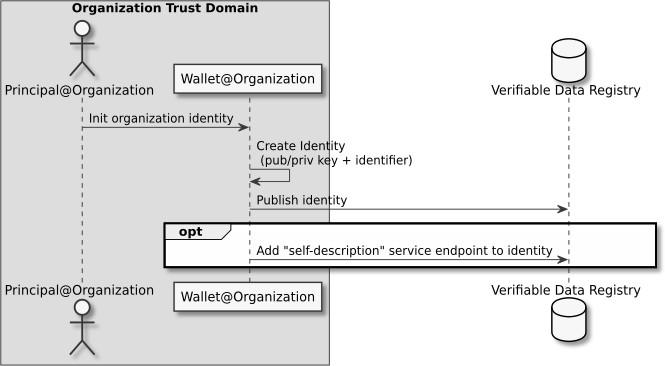 Organization Trust Domain
Principal@Organization
Wallet@Organization
Verifiable Data Registry
Init organization identity
Create Identity
(pub/priv key + identifier)
Publish identity
opt
Add "self-description" service endpoint to identity
Principal@Organization
Wallet@Organization
Verifiable Data Registry